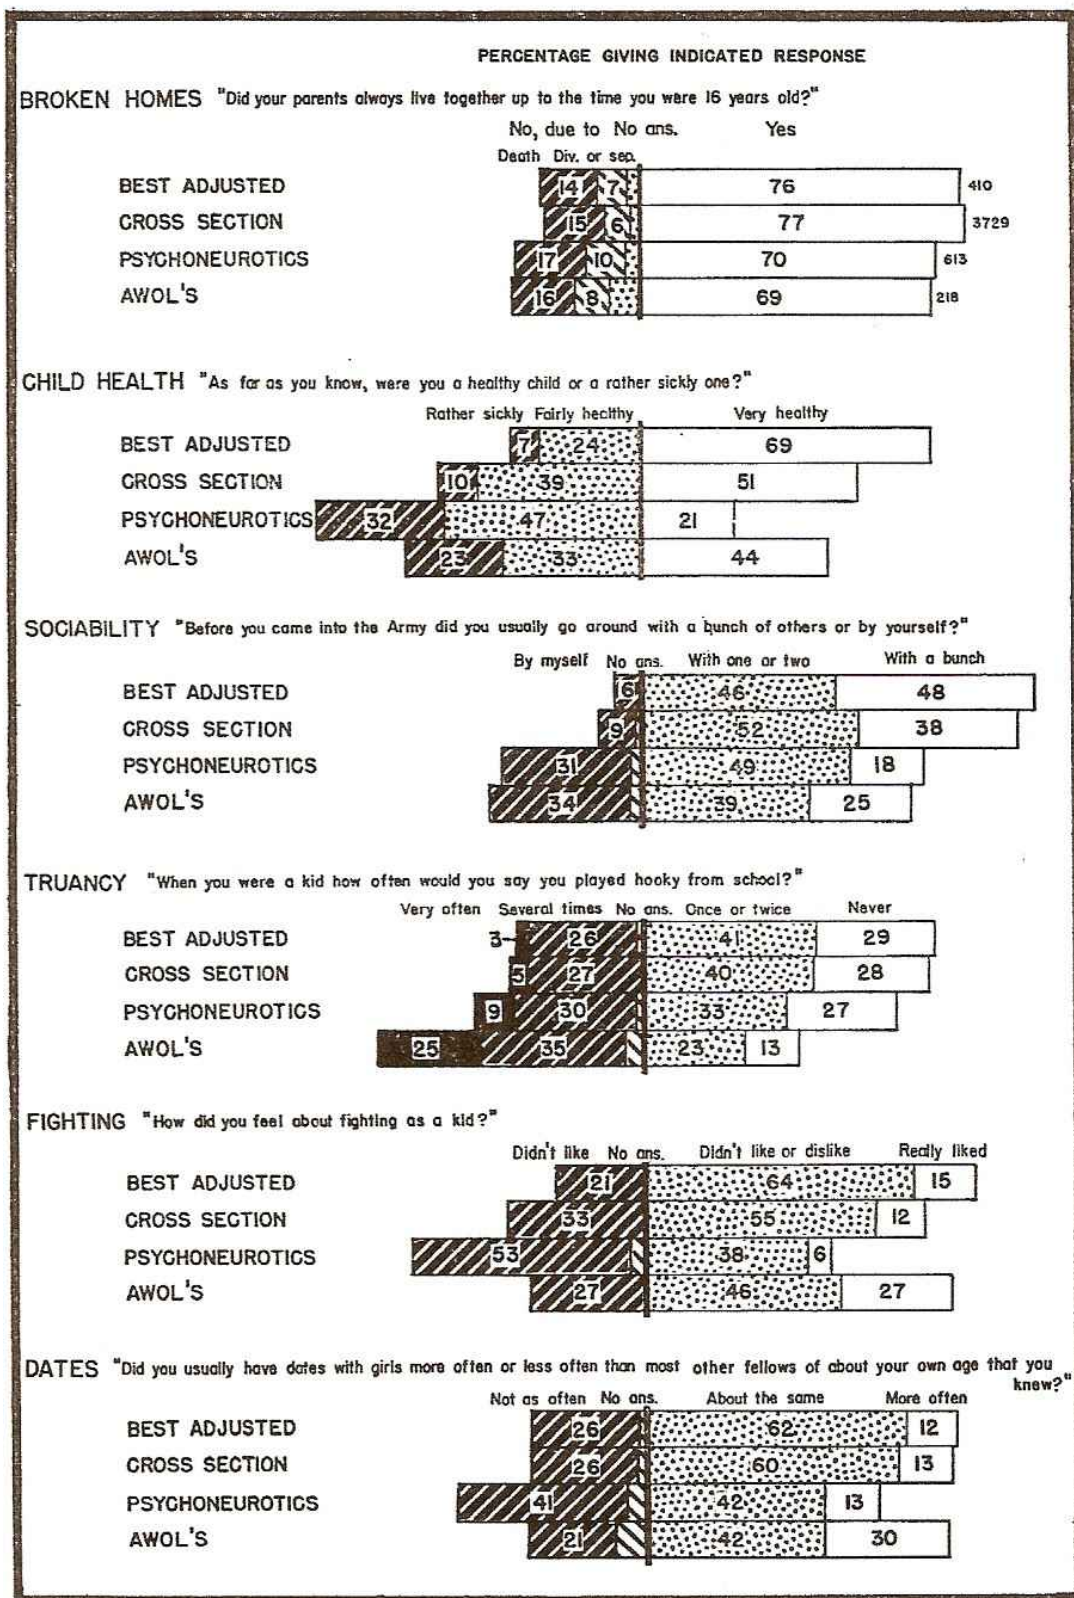 PERCENTAGE GIVING INDICATED RESPONSE
BROKEN HOMES "Did your parents always live together up to the time you were 16 years old?"
No, due to No ans. Yes
Death Div. or sep.
BEST ADJUSTED 14 7 76 410
CROSS SECTION 15 6 77 3729
PSYCHONEUROTICS 17 10 70 613
AWOL'S 16 8 69 218
CHILD HEALTH "As far as you know, were you a healthy child or a rather sickly one?"
Rather sickly Fairly healthy Very healthy
BEST ADJUSTED 7 24 69
CROSS SECTION 10 39 51
PSYCHONEUROTICS 32 47 21
AWOL'S 23 33 44
SOCIABILITY "Before you came into the Army did you usually go around with a bunch of others or by yourself?"
By myself No ans. With one or two With a bunch
BEST ADJUSTED 6 46 48
CROSS SECTION 9 52 38
PSYCHONEUROTICS 31 49 18
AWOL'S 34 39 25
TRUANCY "When you were a kid how often would you say you played hooky from school?"
Very often Several times No ans. Once or twice Never
BEST ADJUSTED 3 26 41 29
CROSS SECTION 5 27 40 28
PSYCHONEUROTICS 9 30 33 27
AWOL'S 25 35 23 13
FIGHTING "How did you feel about fighting as a kid?"
Didn't like No ans. Didn't like or dislike Really liked
BEST ADJUSTED 21 64 15
CROSS SECTION 33 55 12
PSYCHONEUROTICS 53 38 6
AWOL'S 27 46 27
DATES "Did you usually have dates with girls more often or less often than most other fellows of about your own age that you
knew?"
Not as often No ans. About the same More often
BEST ADJUSTED 26 62 12
CROSS SECTION 26 60 13
PSYCHONEUROTICS 41 42 13
AWOL'S 21 42 30